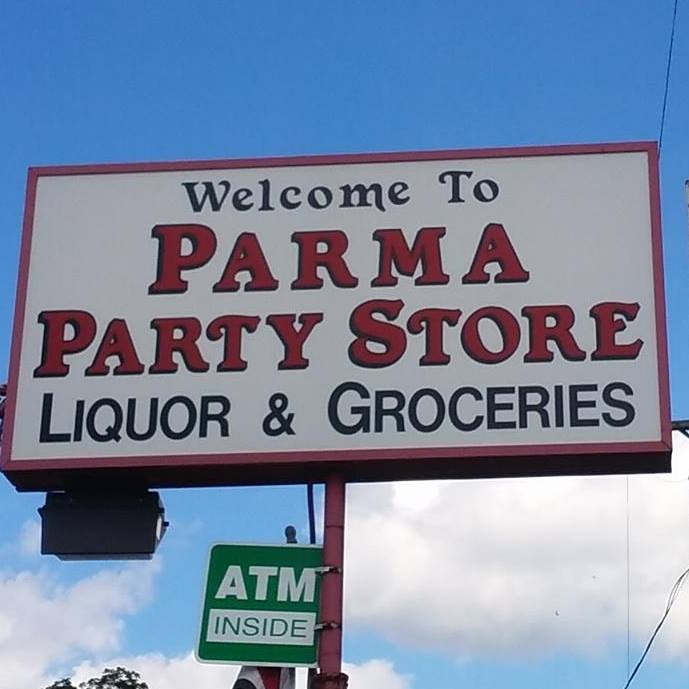 Welcome To
PARMA
PARTY STORE
LIQUOR & GROCERIES
ATM
INSIDE